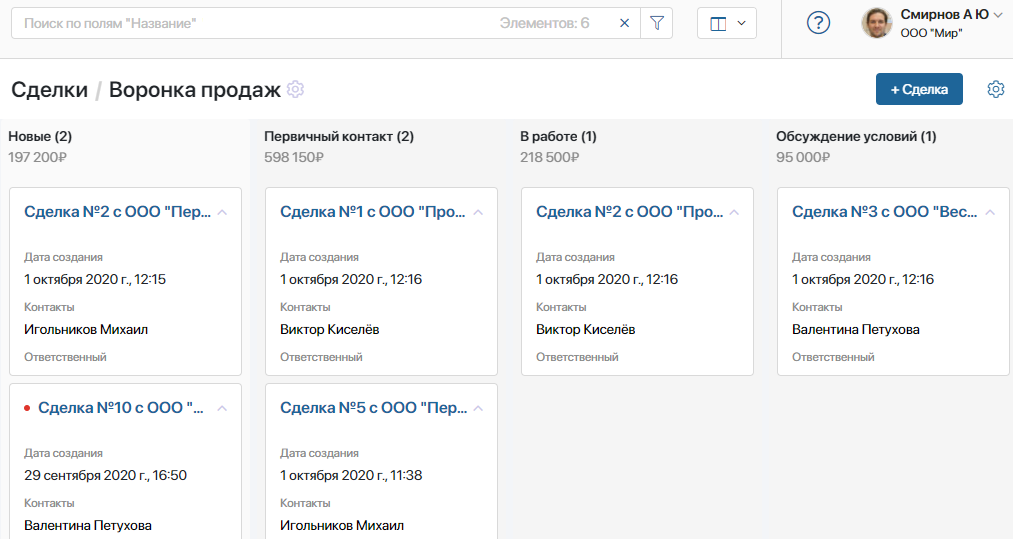 Поиск по полям "Название"
Элементов: 6
Смирнов А Ю
ООО "Мир"
Сделки / Воронка продаж
+ Сделка
Новые (2)
197 200₽
Сделка №2 с ООО "Пер...
Дата создания
1 октября 2020 г., 12:15
Контакты
Игольников Михаил
Ответственный
Сделка №10 с ООО "...
Дата создания
29 сентября 2020 г., 16:50
Контакты
Валентина Петухова
Первичный контакт (2)
598 150₽
Сделка №1 с ООО "Про...
Дата создания
1 октября 2020 г., 12:16
Контакты
Виктор Киселёв
Ответственный
Сделка №5 с ООО "Пер...
Дата создания
1 октября 2020 г., 11:38
Контакты
Игольников Михаил
В работе (1)
218 500₽
Сделка №2 с ООО "Про...
Дата создания
1 октября 2020 г., 12:16
Контакты
Виктор Киселёв
Ответственный
Обсуждение условий (1)
95 000₽
Сделка №3 с ООО "Вес...
Дата создания
1 октября 2020 г., 12:16
Контакты
Валентина Петухова
Ответственный